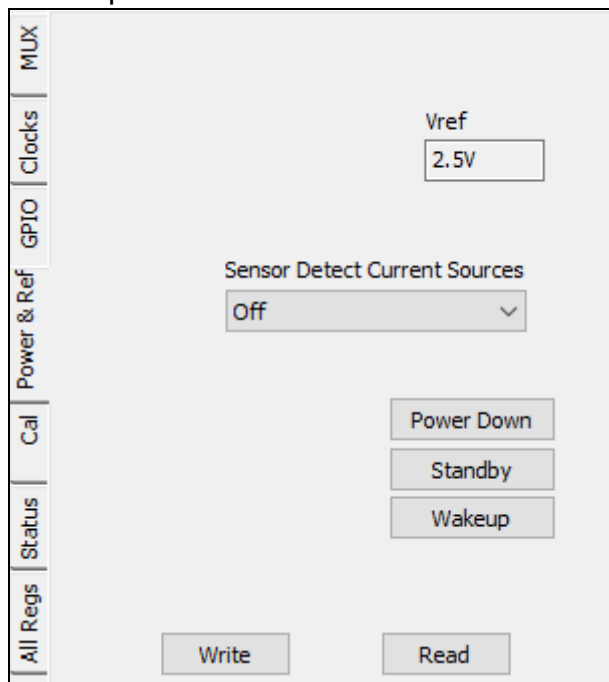 MUX
Clocks
GPIO
Power & Ref
Cal
Status
All Regs
Vref
2.5V
Sensor Detect Current Sources
Off
Power Down
Standby
Wakeup
Write
Read